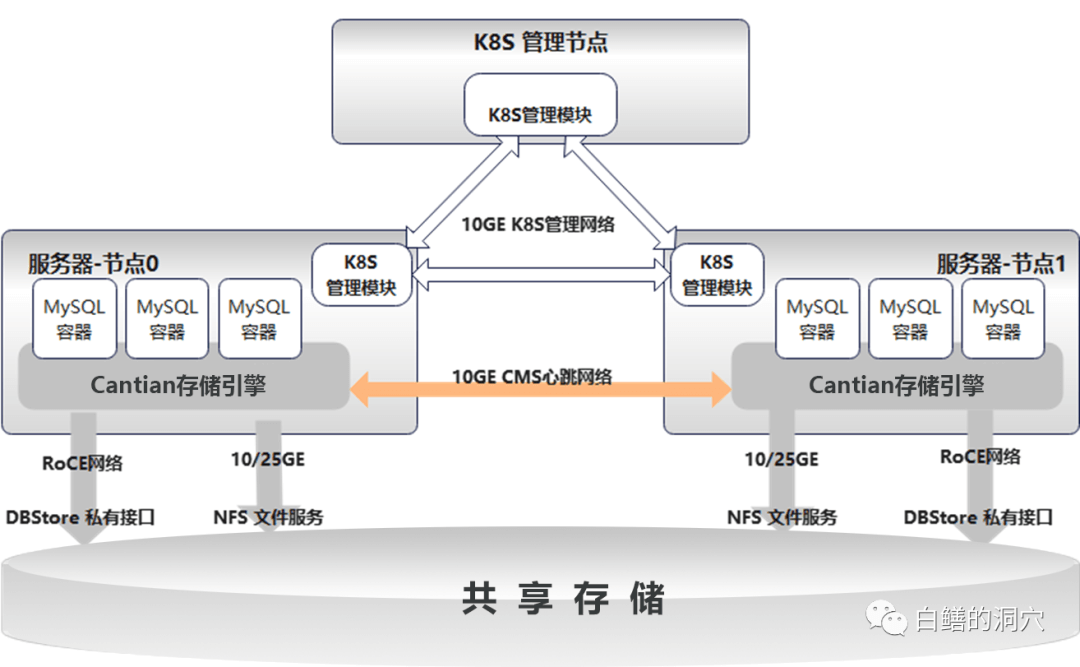 K8S 管理节点
K8S管理模块
10GE K8S管理网络
服务器-节点0
K8S
管理模块
MySQL
容器
MySQL
容器
MySQL
容器
Cantian存储引擎
K8S
管理模块
服务器-节点1
MySQL
容器
MySQL
容器
MySQL
容器
Cantian存储引擎
10GE CMS心跳网络
RoCE网络
10/25GE
10/25GE
RoCE网络
DBStore 私有接口
NFS 文件服务
NFS 文件服务
DBStore 私有接口
共享存储
白鳝的洞穴